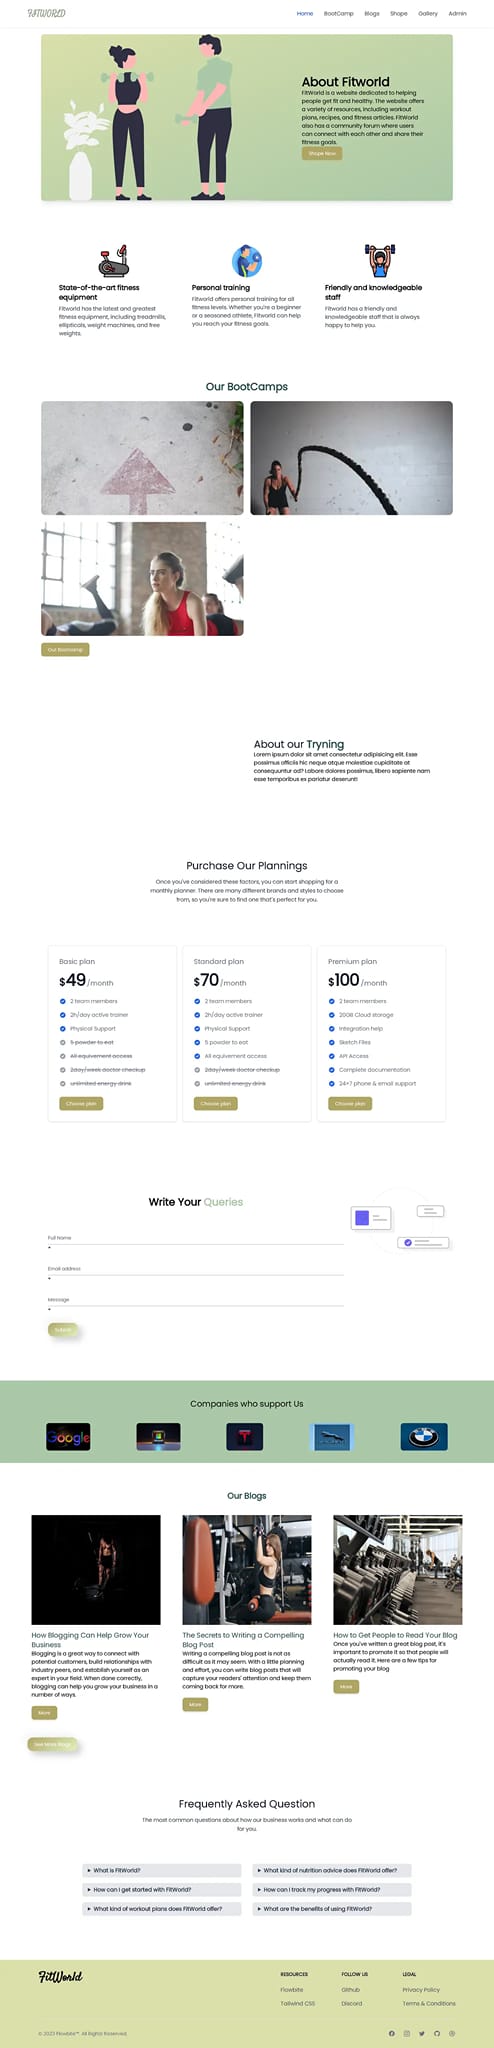 FITWORLD
Home BootCamp Blogs Shope Gallery Admin
About Fitworld
FitWorld is a website dedicated to helping
people get fit and healthy. The website offers
a variety of resources, including workout
plans, recipes, and fitness articles. FitWorld
also has a community forum where users
can connect with each other and share their
fitness goals.
Shope Now
State-of-the-art fitness
equipment
Fitworld has the latest and greatest
fitness equipment, including treadmills,
ellipticals, weight machines, and free
weights.
Personal training
Fitworld offers personal training for all
fitness levels. Whether you're a beginner
or a seasoned athlete, Fitworld can help
you reach your fitness goals.
Friendly and knowledgeable
staff
Fitworld has a friendly and
knowledgeable staff that is always
happy to help you.
Our BootCamps
Our Bootcamp
About our Tryning
Lorem ipsum dolor sit amet consectetur adipisicing elit. Esse
possimus officiis hic neque atque molestiae cupiditate at
consequuntur ad? Labore dolores possimus, libero sapiente nam
esse temporibus ex pariatur deserunt!
Purchase Our Plannings
Once you've considered these factors, you can start shopping for a
monthly planner. There are many different brands and styles to choose
from, so you're sure to find one that's perfect for you.
Basic plan
$49/month
2 team members
2h/day active trainer
Physical Support
5 powder to eat
All equivement access
2day/week doctor checkup
unlimited energy drink
Choose plan
Standard plan
$70/month
2 team members
2h/day active trainer
Physical Support
5 powder to eat
All equivement access
2day/week doctor checkup
unlimited energy drink
Choose plan
Premium plan
$100/month
2 team members
20GB Cloud storage
Integration help
Sketch Files
API Access
Complete documentation
24×7 phone & email support
Choose plan
Write Your Queries
Full Name
Email address
Message
Submit
Companies who support Us
Google
Our Blogs
How Blogging Can Help Grow Your
Business
Blogging is a great way to connect with
potential customers, build relationships with
industry peers, and establish yourself as an
expert in your field. When done correctly,
blogging can help you grow your business in a
number of ways.
More
The Secrets to Writing a Compelling
Blog Post
Writing a compelling blog post is not as
difficult as it may seem. With a little planning
and effort, you can write blog posts that will
capture your readers' attention and keep them
coming back for more.
More
How to Get People to Read Your Blog
Once you've written a great blog post, it's
important to promote it so that people will
actually read it. Here are a few tips for
promoting your blog
More
See More Blogs
Frequently Asked Question
The most common questions about how our business works and what can do
for you.
What is FitWorld?
What kind of nutrition advice does FitWorld offer?
How can I get started with FitWorld?
How can I track my progress with FitWorld?
What kind of workout plans does FitWorld offer?
What are the benefits of using FitWorld?
FitWorld
RESOURCES
Flowbite
Tailwind CSS
FOLLOW US
Github
Discord
LEGAL
Privacy Policy
Terms & Conditions
© 2023 Flowbite™. All Rights Reserved.